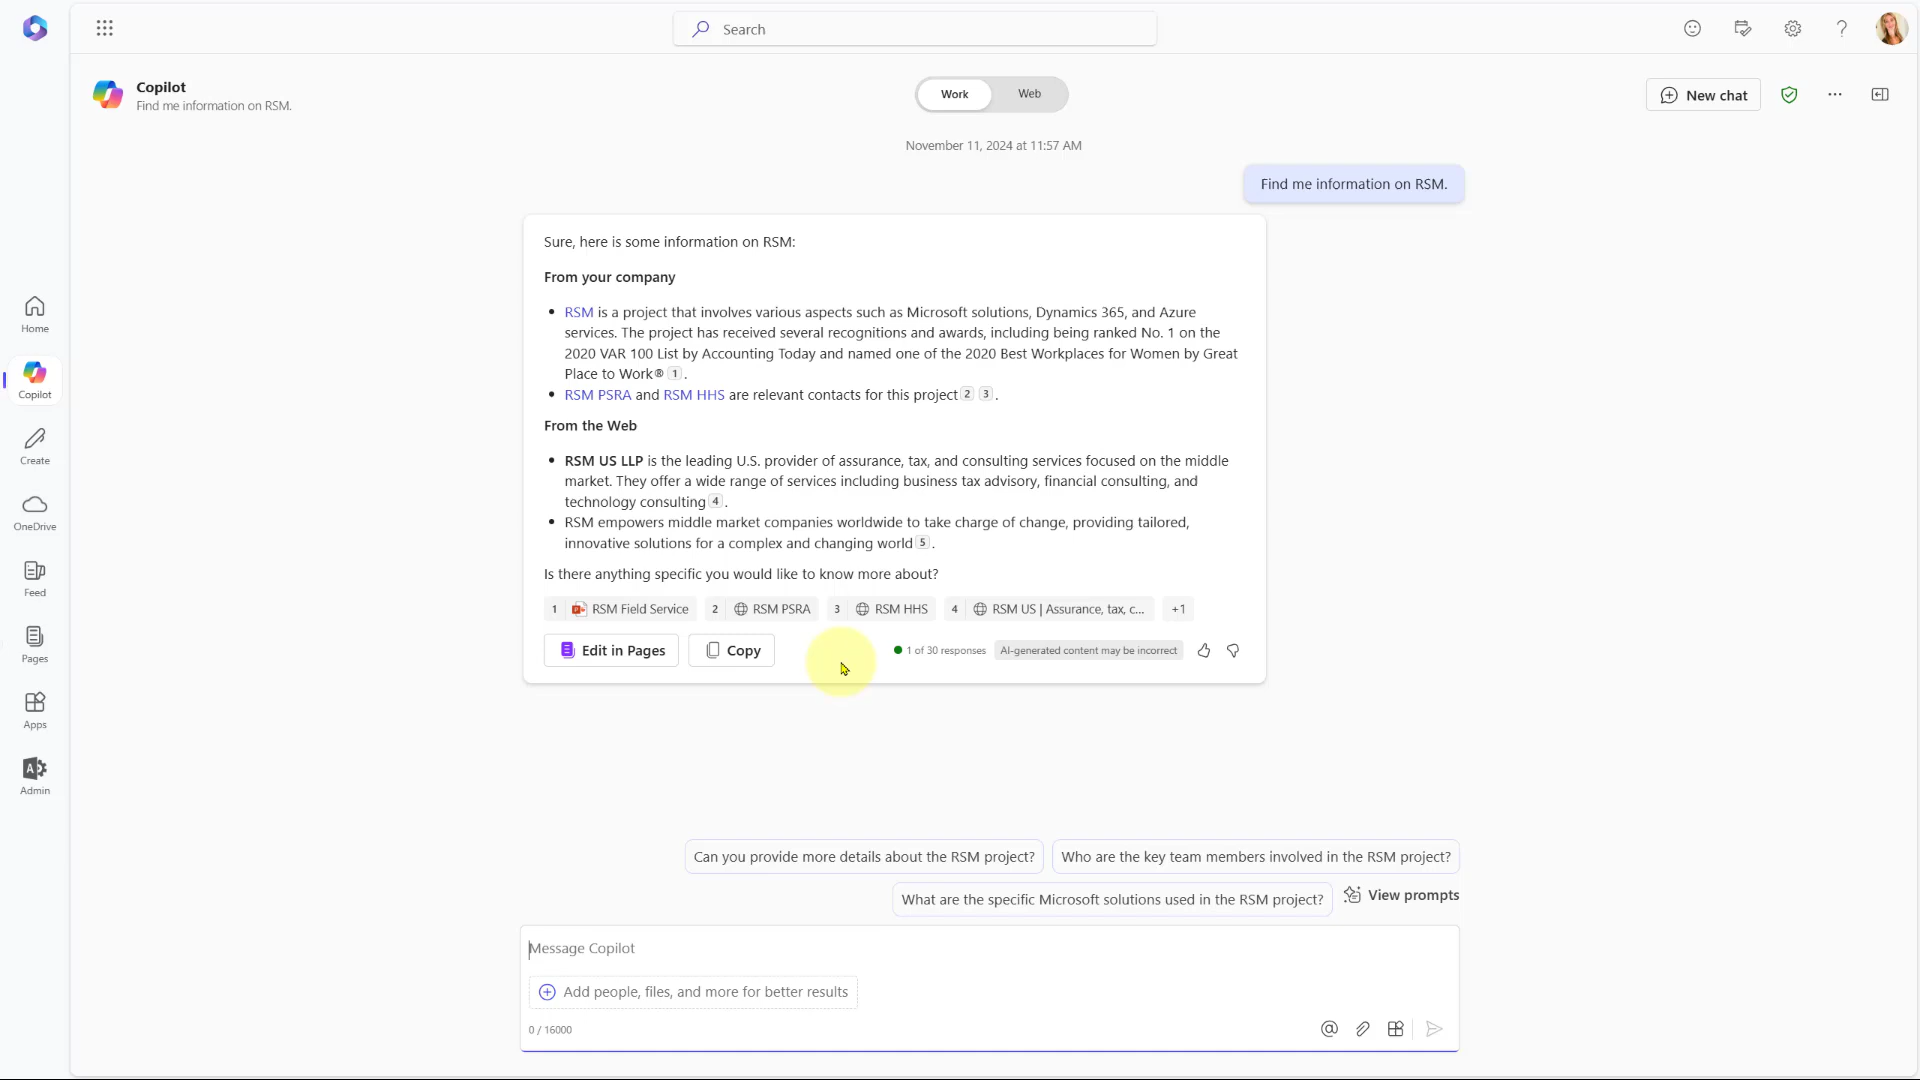 Search
Copilot
Find me information on RSM.
Work
Web
New chat
November 11, 2024 at 11:57 AM
Find me information on RSM.
Sure, here is some information on RSM:
From your company
• RSM is a project that involves various aspects such as Microsoft solutions, Dynamics 365, and Azure
services. The project has received several recognitions and awards, including being ranked No. 1 on the
2020 VAR 100 List by Accounting Today and named one of the 2020 Best Workplaces for Women by Great
Place to Work® 1 .
• RSM PSRA and RSM HHS are relevant contacts for this project 2 3 .
From the Web
• RSM US LLP is the leading U.S. provider of assurance, tax, and consulting services focused on the middle
market. They offer a wide range of services including business tax advisory, financial consulting, and
technology consulting 4 .
• RSM empowers middle market companies worldwide to take charge of change, providing tailored,
innovative solutions for a complex and changing world 5 .
Is there anything specific you would like to know more about?
1 RSM Field Service 2 RSM PSRA 3 RSM HHS 4 RSM US | Assurance, tax, c... +1
Edit in Pages Copy 1 of 30 responses AI-generated content may be incorrect
Home
Copilot
Create
OneDrive
Feed
Pages
Apps
Admin
Can you provide more details about the RSM project? Who are the key team members involved in the RSM project?
What are the specific Microsoft solutions used in the RSM project? View prompts
Message Copilot
Add people, files, and more for better results
0 / 16000